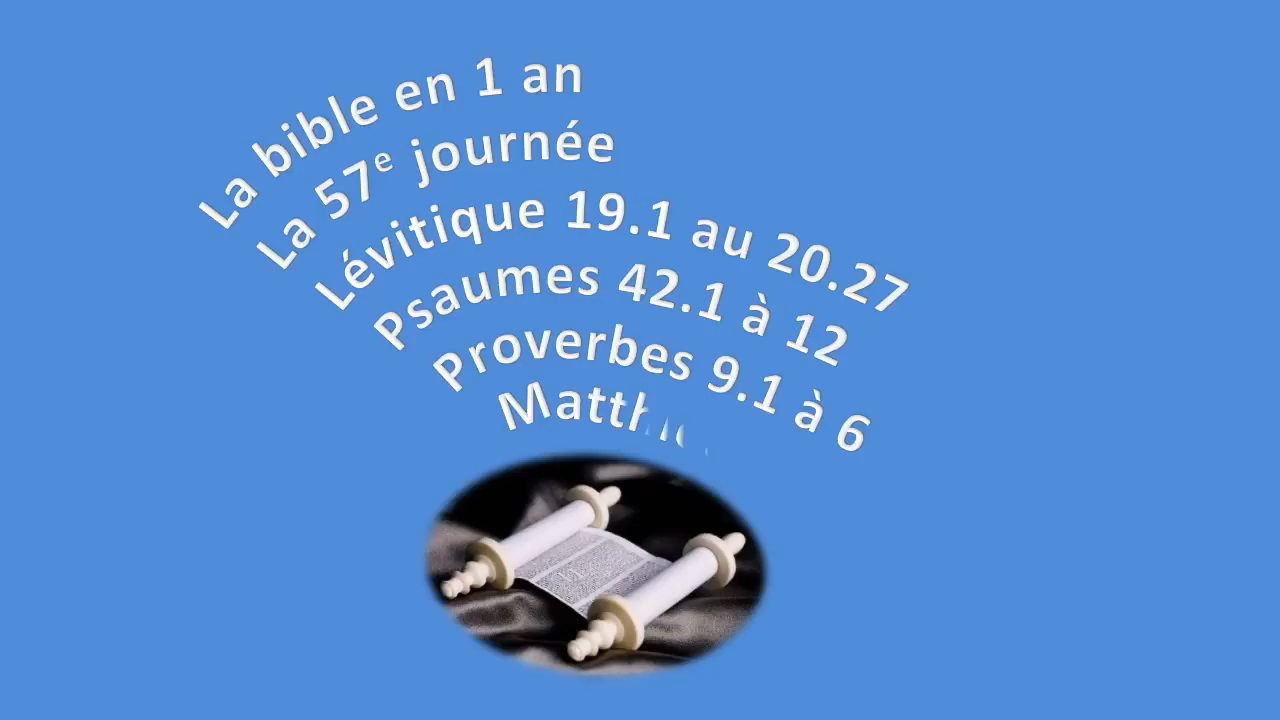 La bible en 1 an
La 57e journée
Lévitique 19.1 au 20.27
Psaumes 42.1 à 12
Proverbes 9.1 à 6